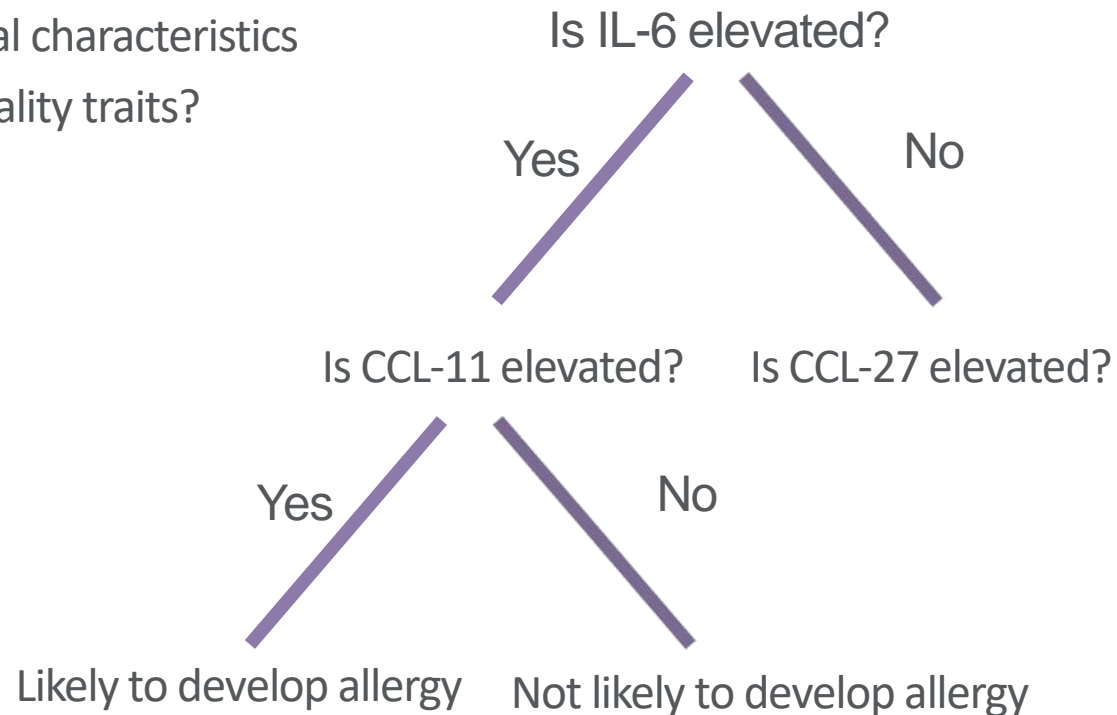 al characteristics
ality traits?
Is IL-6 elevated?
Yes
No
Is CCL-11 elevated?
Is CCL-27 elevated?
Yes
No
Likely to develop allergy
Not likely to develop allergy